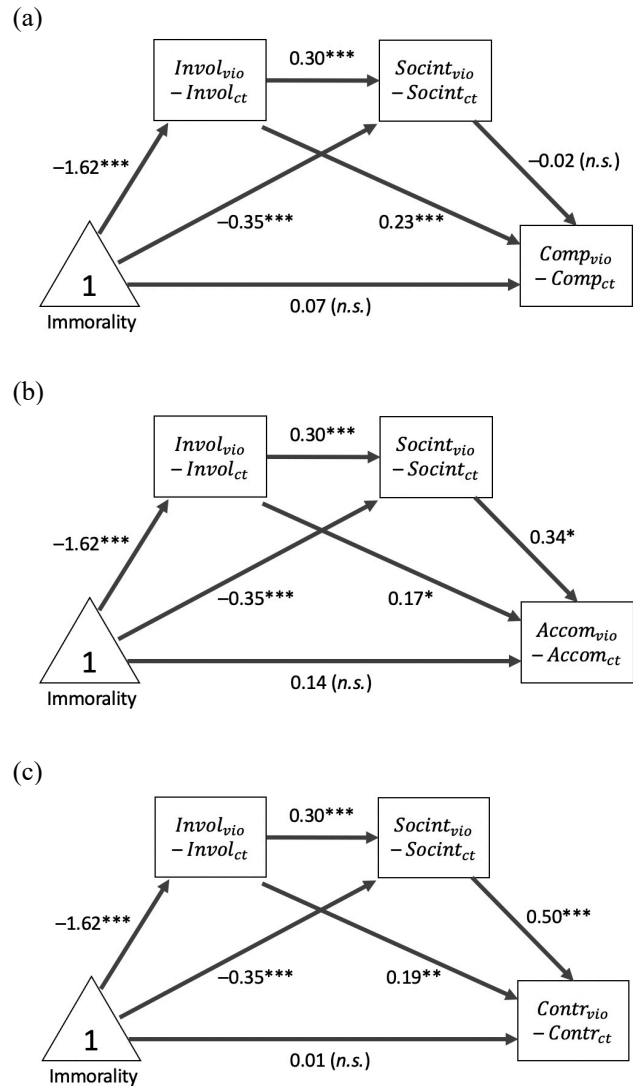 (a)
Invol_vio
– Invol_ct
0.30***
Socint_vio
– Socint_ct
–1.62***
–0.02 (n.s.)
–0.35***
0.23***
Comp_vio
– Comp_ct
1
Immorality
0.07 (n.s.)
(b)
Invol_vio
– Invol_ct
0.30***
Socint_vio
– Socint_ct
–1.62***
0.34*
–0.35***
0.17*
Accom_vio
– Accom_ct
1
Immorality
0.14 (n.s.)
(c)
Invol_vio
– Invol_ct
0.30***
Socint_vio
– Socint_ct
–1.62***
0.50***
–0.35***
0.19**
Contr_vio
– Contr_ct
1
Immorality
0.01 (n.s.)